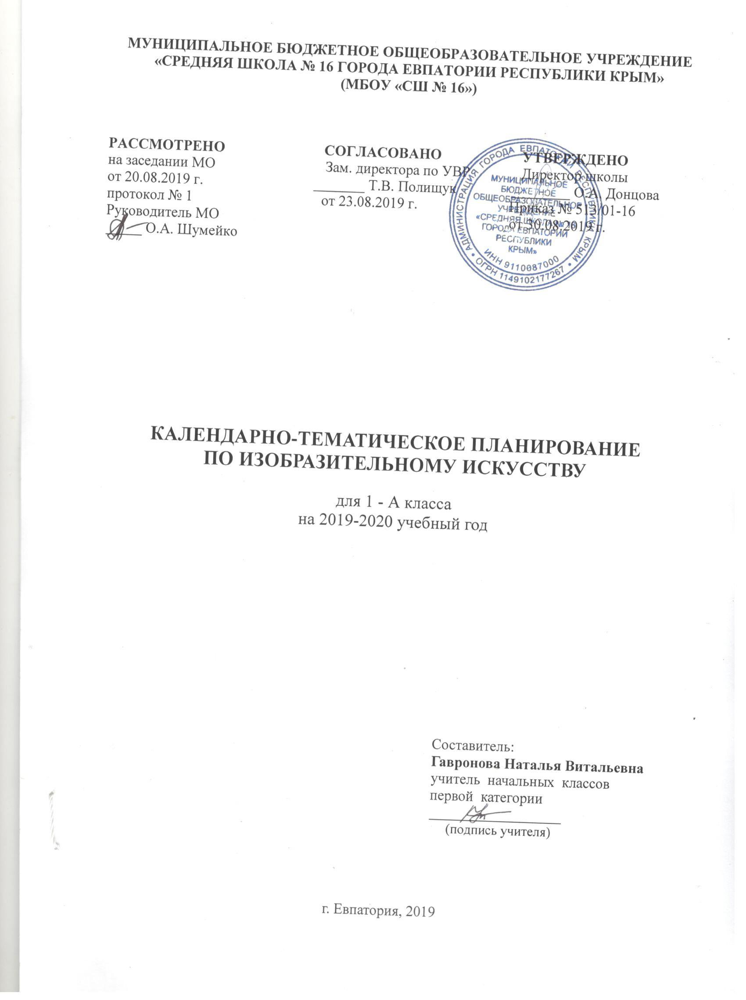 МУНИЦИПАЛЬНОЕ БЮДЖЕТНОЕ ОБЩЕОБРАЗОВАТЕЛЬНОЕ УЧРЕЖДЕНИЕ
«СРЕДНЯЯ ШКОЛА № 16 ГОРОДА ЕВПАТОРИИ РЕСПУБЛИКИ КРЫМ»
(МБОУ «СШ № 16»)
РАССМОТРЕНО
на заседании МО
от 20.08.2019 г.
протокол № 1
Руководитель МО
______ О.А. Шумейко
СОГЛАСОВАНО
Зам. директора по УВР
________ Т.В. Полищук
от 23.08.2019 г.
УТВЕРЖДЕНО
Директор школы
________ О.А. Донцова
Приказ № 513/01-16
от 30.08.2019 г.
АДМИНИСТРАЦИЯ ГОРОДА ЕВПАТОРИИ РЕСПУБЛИКИ КРЫМ
ОГРН 1149102177267
МУНИЦИПАЛЬНОЕ
БЮДЖЕТНОЕ
ОБЩЕОБРАЗОВАТЕЛЬНОЕ
УЧРЕЖДЕНИЕ
«СРЕДНЯЯ ШКОЛА № 16
ГОРОДА ЕВПАТОРИИ
РЕСПУБЛИКИ
КРЫМ»
ИНН 9110087000
КАЛЕНДАРНО-ТЕМАТИЧЕСКОЕ ПЛАНИРОВАНИЕ
ПО ИЗОБРАЗИТЕЛЬНОМУ ИСКУССТВУ
для 1 - А класса
на 2019-2020 учебный год
Составитель:
Гавронова Наталья Витальевна
учитель начальных классов
первой категории
(подпись учителя)
г. Евпатория, 2019